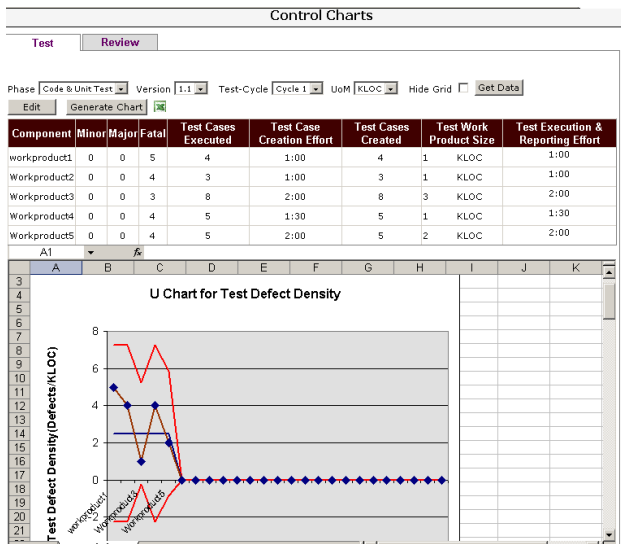 Control Charts
Test Review
Phase Code & Unit Test Version 1.1 Test-Cycle Cycle 1 UoM KLOC Hide Grid Get Data
Edit Generate Chart
Component Minor Major Fatal Test Cases Executed Test Case Creation Effort Test Cases Created Test Work Product Size Test Execution & Reporting Effort
workproduct1 0 0 5 4 1:00 4 1 KLOC 1:00
Workproduct2 0 0 4 3 1:00 3 1 KLOC 1:00
Workproduct3 0 0 3 8 2:00 8 3 KLOC 2:00
Workproduct4 0 0 4 5 1:30 5 1 KLOC 1:30
Workproduct5 0 0 4 5 2:00 5 2 KLOC 2:00
A1 fx
A B C D E F G H I J K
3
4
5
6
7
8
9
10
11
12
13
14
15
16
17
18
19
20
21
U Chart for Test Defect Density
Test Defect Density(Defects/KLOC)
8
6
4
2
0
-2
workproduct1
Workproduct3
Workproduct5